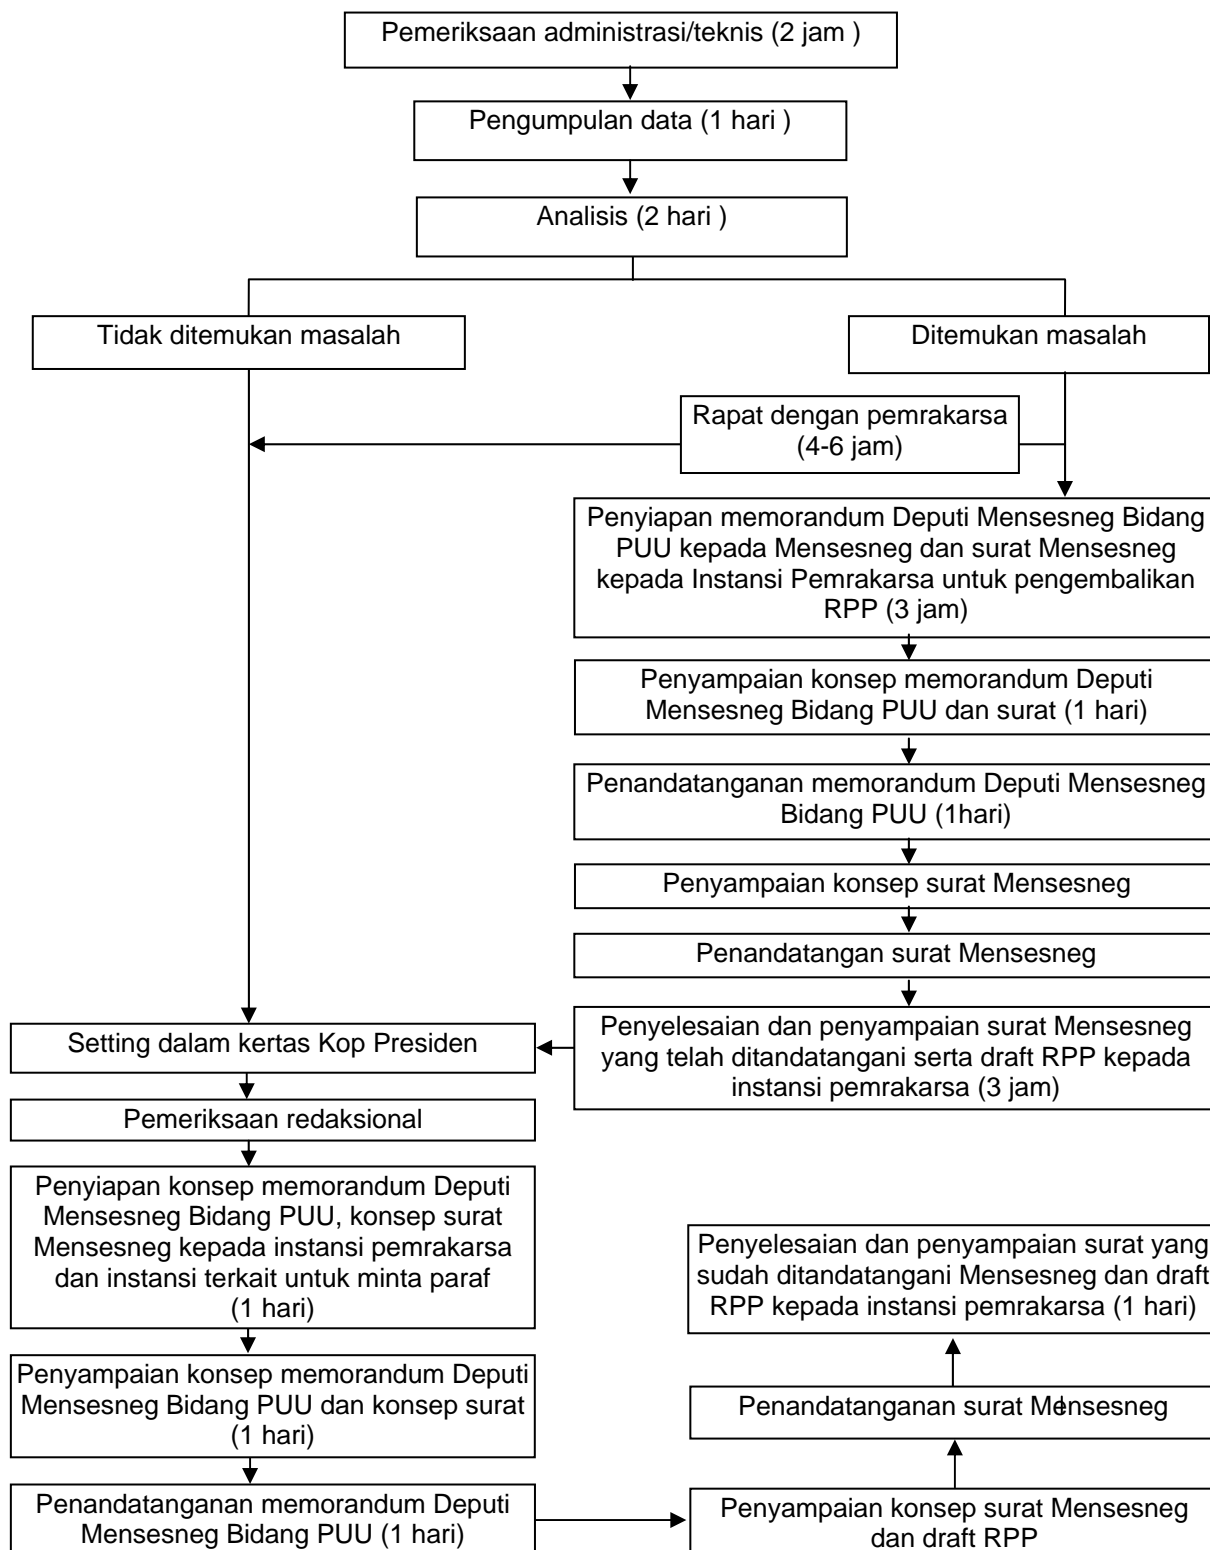 Pemeriksaan administrasi/teknis (2 jam )
Pengumpulan data (1 hari )
Analisis (2 hari )
Tidak ditemukan masalah
Ditemukan masalah
Rapat dengan pemrakarsa
(4-6 jam)
Penyiapan memorandum Deputi Mensesneg Bidang
PUU kepada Mensesneg dan surat Mensesneg
kepada Instansi Pemrakarsa untuk pengembalikan
RPP (3 jam)
Penyampaian konsep memorandum Deputi
Mensesneg Bidang PUU dan surat (1 hari)
Penandatanganan memorandum Deputi Mensesneg
Bidang PUU (1hari)
Penyampaian konsep surat Mensesneg
Penandatangan surat Mensesneg
Penyelesaian dan penyampaian surat Mensesneg
yang telah ditandatangani serta draft RPP kepada
instansi pemrakarsa (3 jam)
Setting dalam kertas Kop Presiden
Pemeriksaan redaksional
Penyiapan konsep memorandum Deputi
Mensesneg Bidang PUU, konsep surat
Mensesneg kepada instansi pemrakarsa
dan instansi terkait untuk minta paraf
(1 hari)
Penyampaian konsep memorandum Deputi
Mensesneg Bidang PUU dan konsep surat
(1 hari)
Penandatanganan memorandum Deputi
Mensesneg Bidang PUU (1 hari)
Penyampaian konsep surat Mensesneg
dan draft RPP
Penandatanganan surat Mensesneg
Penyelesaian dan penyampaian surat yang
sudah ditandatangani Mensesneg dan draft
RPP kepada instansi pemrakarsa (1 hari)